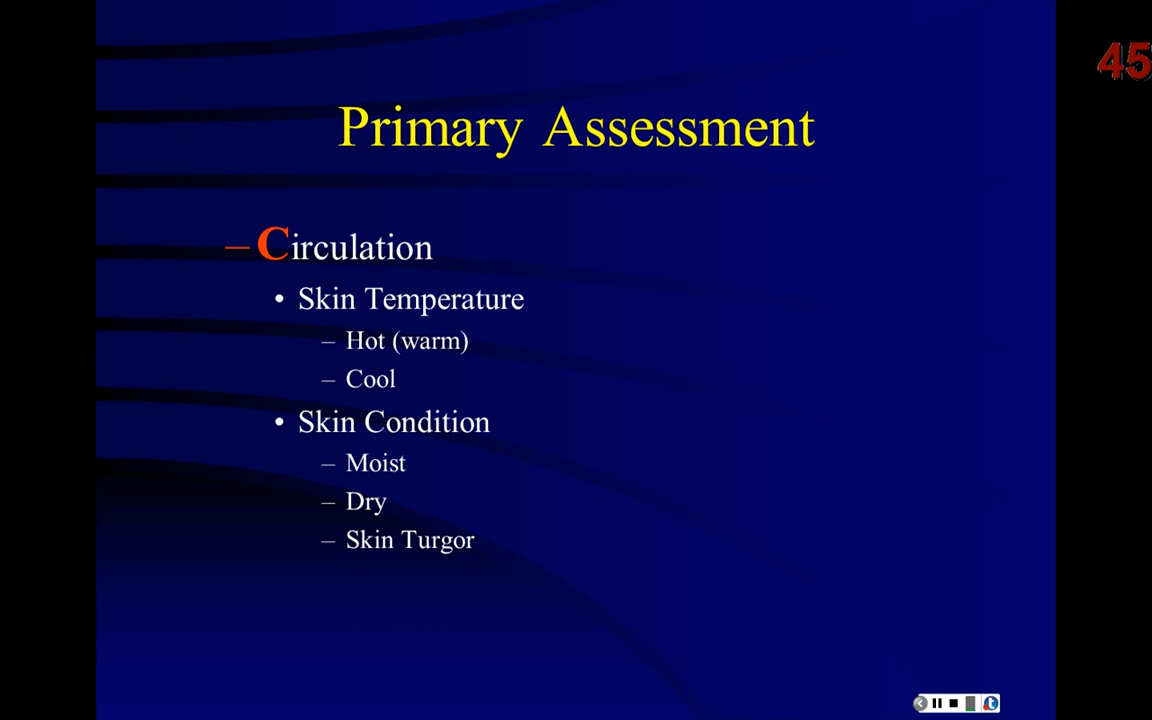 45
Primary Assessment
– Circulation
• Skin Temperature
– Hot (warm)
– Cool
• Skin Condition
– Moist
– Dry
– Skin Turgor